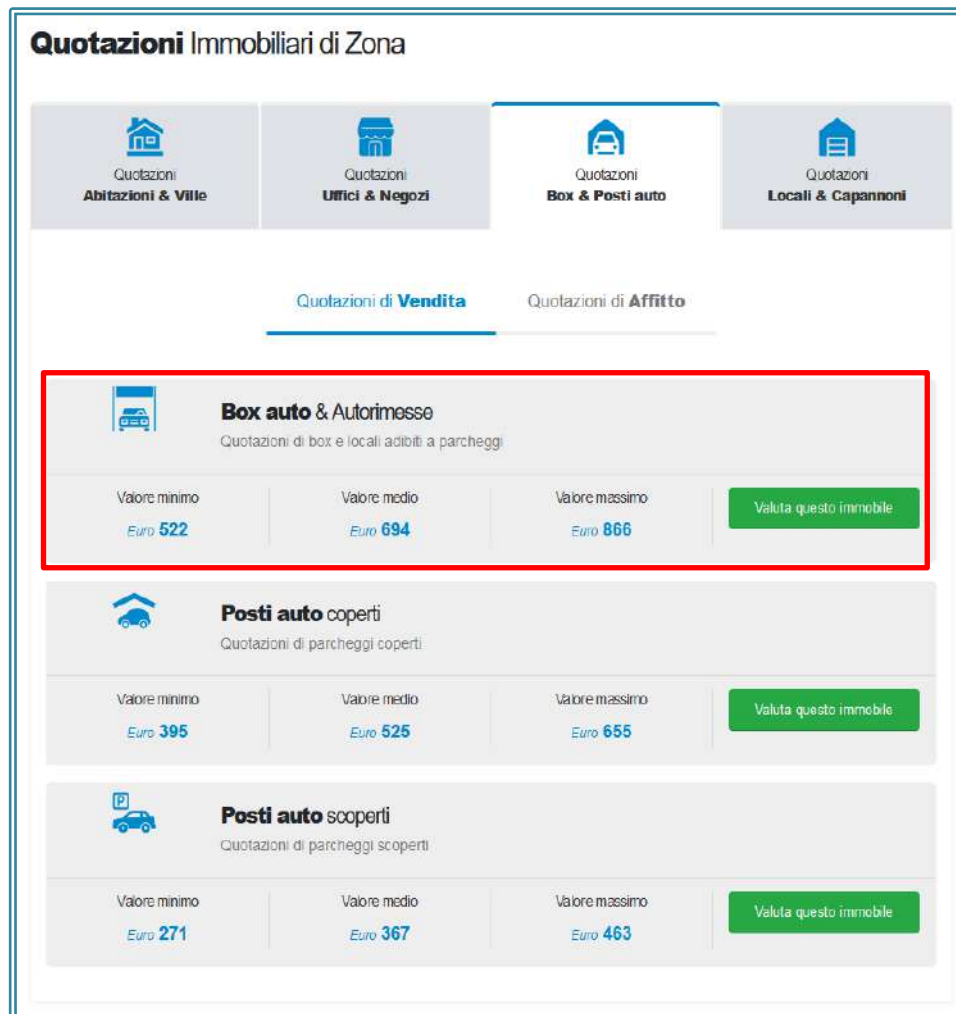 Quotazioni Immobiliari di Zona
Quotazioni
Abitazioni & Ville
Quotazioni
Uffici & Negozi
Quotazioni
Box & Posti auto
Quotazioni
Locali & Capannoni
Quotazioni di Vendita
Quotazioni di Affitto
Box auto & Autorimesse
Quotazioni di box e locali adibiti a parcheggi
Valore minimo
Euro 522
Valore medio
Euro 694
Valore massimo
Euro 866
Valuta questo immobile
Posti auto coperti
Quotazioni di parcheggi coperti
Valore minimo
Euro 395
Valore medio
Euro 525
Valore massimo
Euro 655
Valuta questo immobile
P
Posti auto scoperti
Quotazioni di parcheggi scoperti
Valore minimo
Euro 271
Valore medio
Euro 367
Valore massimo
Euro 463
Valuta questo immobile